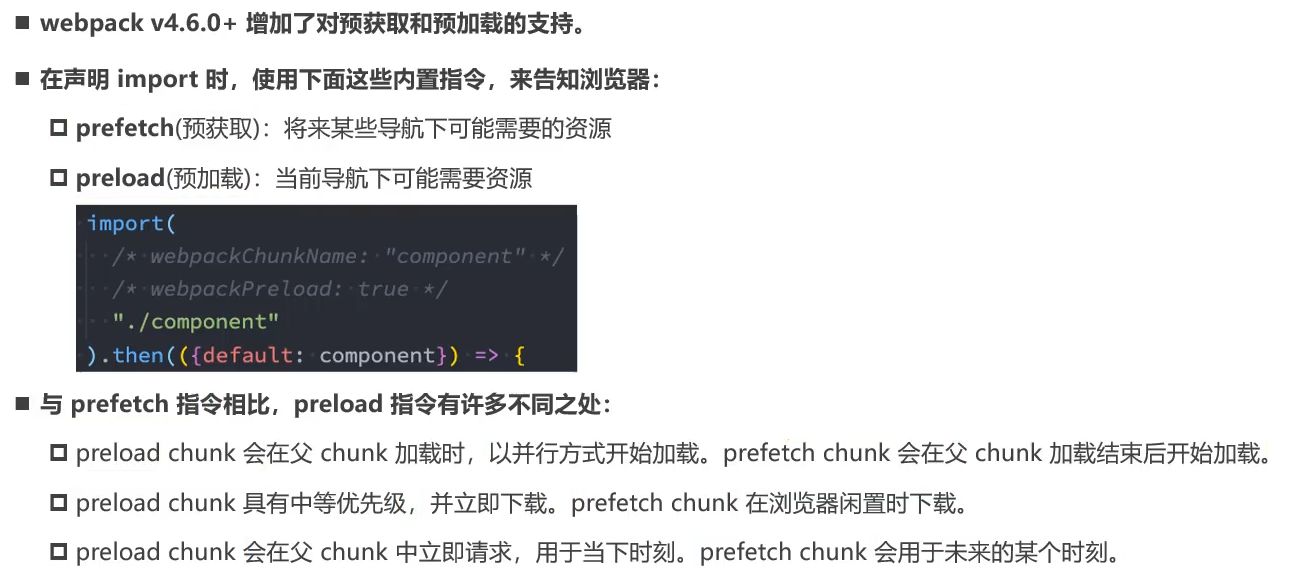 webpack v4.6.0+ 增加了对预获取和预加载的支持。
在声明 import 时，使用下面这些内置指令，来告知浏览器：
prefetch(预获取)：将来某些导航下可能需要的资源
preload(预加载)：当前导航下可能需要资源
import(
/* webpackChunkName: "component" */
/* webpackPreload: true */
"./component"
).then(({default: component}) => {
与 prefetch 指令相比，preload 指令有许多不同之处：
preload chunk 会在父 chunk 加载时，以并行方式开始加载。prefetch chunk 会在父 chunk 加载结束后开始加载。
preload chunk 具有中等优先级，并立即下载。prefetch chunk 在浏览器闲置时下载。
preload chunk 会在父 chunk 中立即请求，用于当下时刻。prefetch chunk 会用于未来的某个时刻。